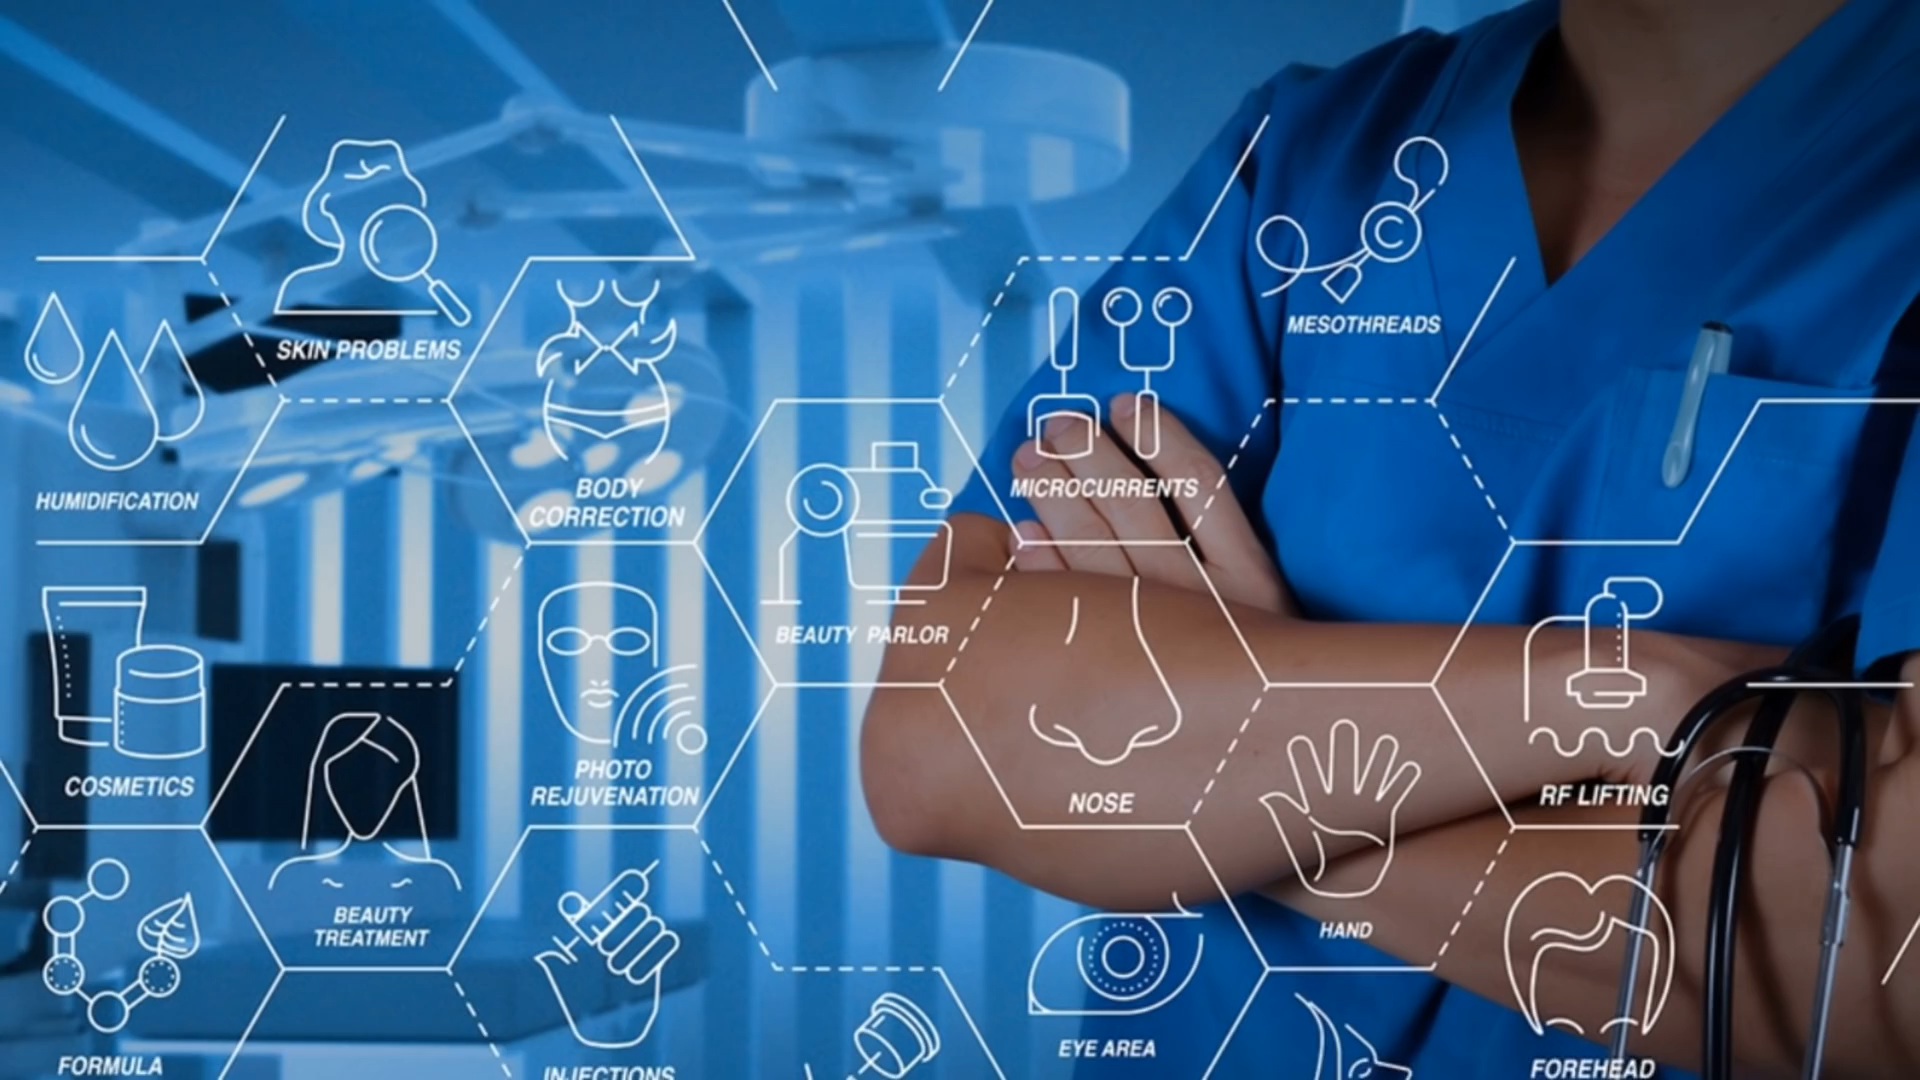 MESOTHREADS
SKIN PROBLEMS
HUMIDIFICATION
BODY
CORRECTION
MICROCURRENTS
BEAUTY PARLOR
COSMETICS
PHOTO
REJUVENATION
NOSE
RF LIFTING
BEAUTY
TREATMENT
HAND
EYE AREA
FORMULA
INJECTIONS
FOREHEAD